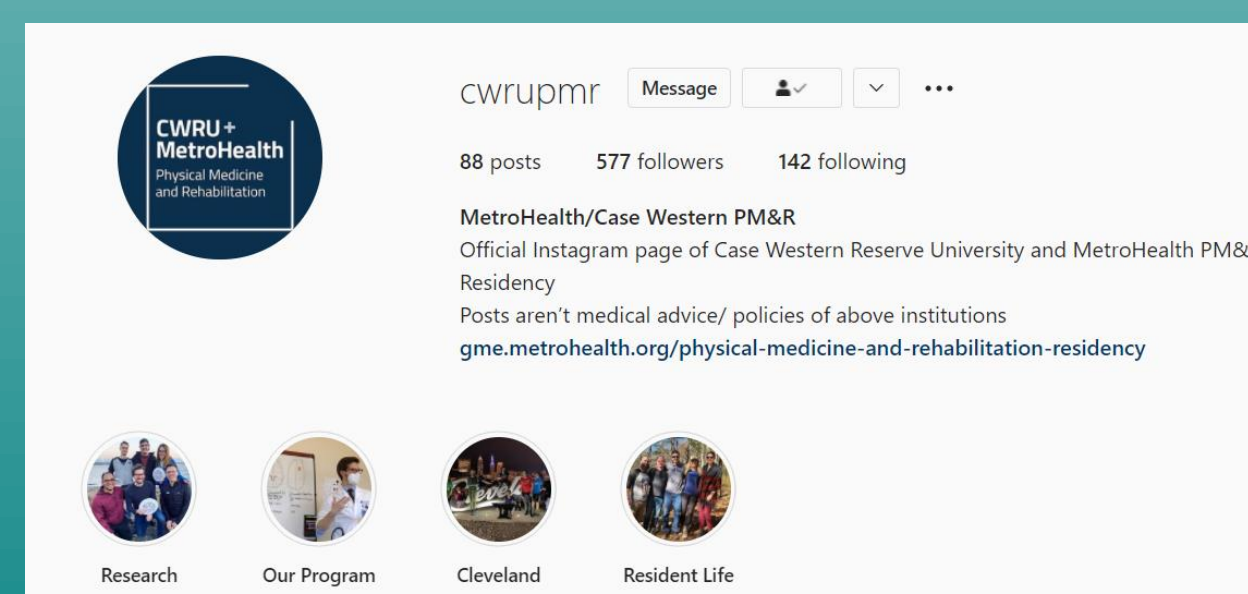 CWRU+
MetroHealth
Physical Medicine
and Rehabilitation
cwrupmr Message
88 posts 577 followers 142 following
MetroHealth/Case Western PM&R
Official Instagram page of Case Western Reserve University and MetroHealth PM&
Residency
Posts aren't medical advice/ policies of above institutions
gme.metrohealth.org/physical-medicine-and-rehabilitation-residency
Cleveland
Research Our Program Cleveland Resident Life